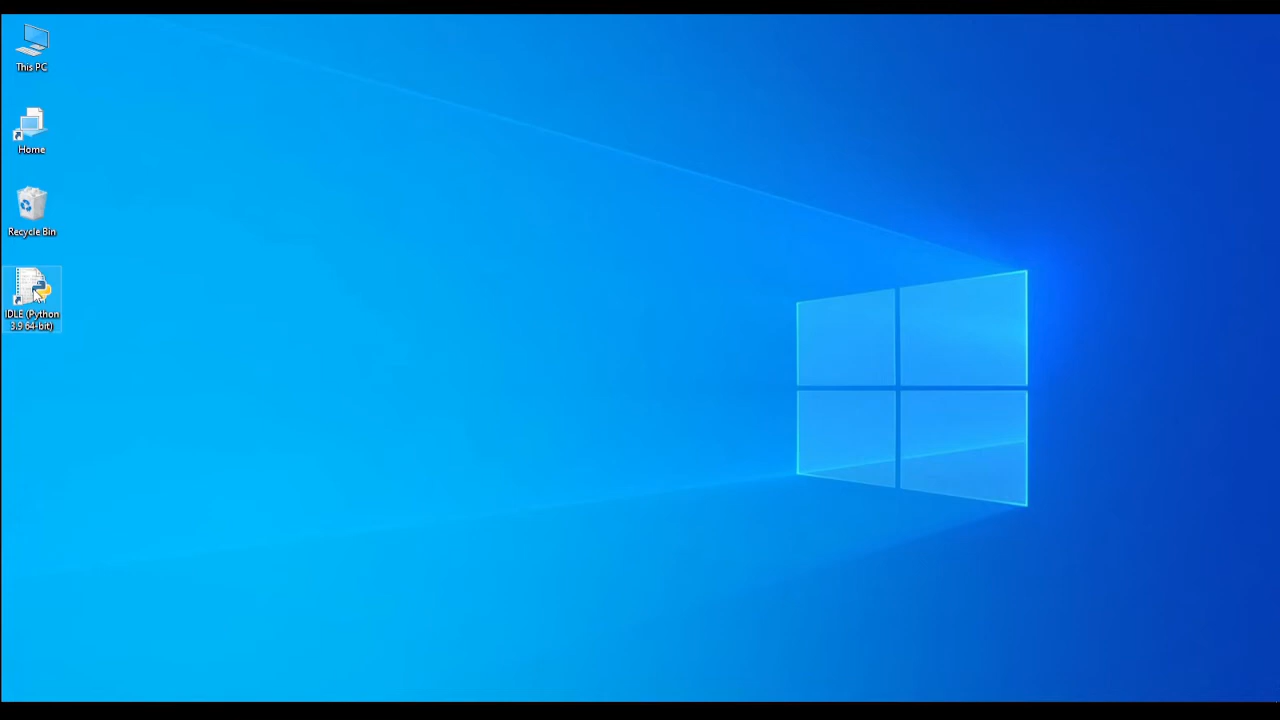 This PC
Home
Recycle Bin
IDLE (Python
3.9 64-bit)